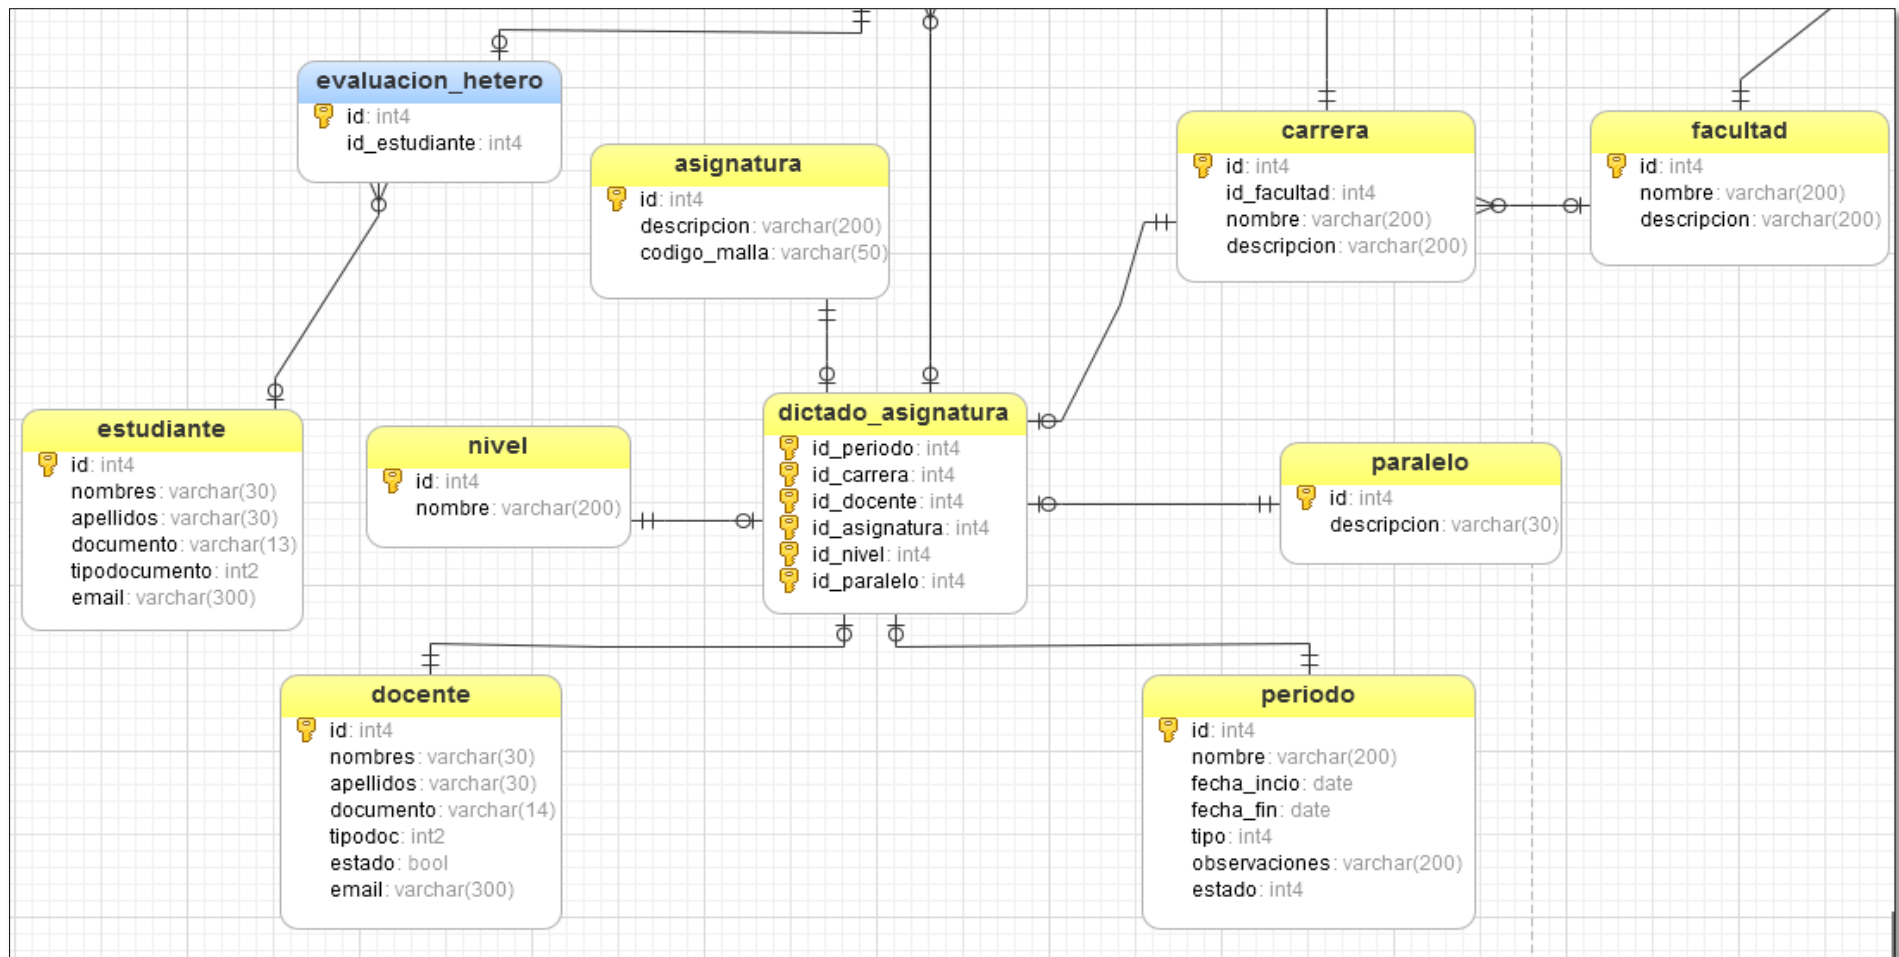 evaluacion_hetero
id: int4
id_estudiante: int4
asignatura
id: int4
descripcion: varchar(200)
codigo_malla: varchar(50)
carrera
id: int4
id_facultad: int4
nombre: varchar(200)
descripcion: varchar(200)
facultad
id: int4
nombre: varchar(200)
descripcion: varchar(200)
estudiante
id: int4
nombres: varchar(30)
apellidos: varchar(30)
documento: varchar(13)
tipodocumento: int2
email: varchar(300)
nivel
id: int4
nombre: varchar(200)
dictado_asignatura
id_periodo: int4
id_carrera: int4
id_docente: int4
id_asignatura: int4
id_nivel: int4
id_paralelo: int4
paralelo
id: int4
descripcion: varchar(30)
docente
id: int4
nombres: varchar(30)
apellidos: varchar(30)
documento: varchar(14)
tipodoc: int2
estado: bool
email: varchar(300)
periodo
id: int4
nombre: varchar(200)
fecha_incio: date
fecha_fin: date
tipo: int4
observaciones: varchar(200)
estado: int4